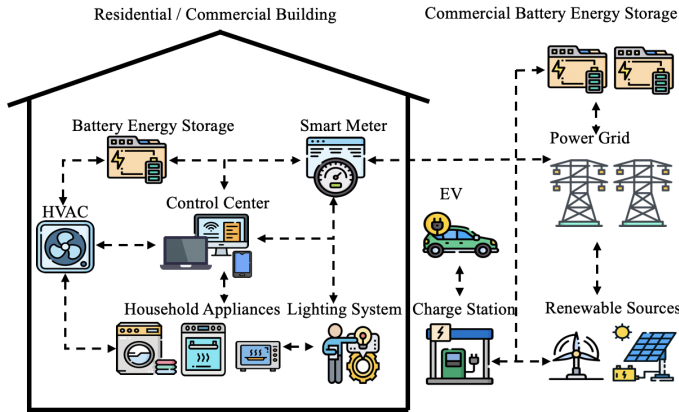 Residential / Commercial Building
Commercial Battery Energy Storage
Battery Energy Storage
Smart Meter
Power Grid
EV
HVAC
Control Center
Household Appliances
Lighting System
Charge Station
Renewable Sources